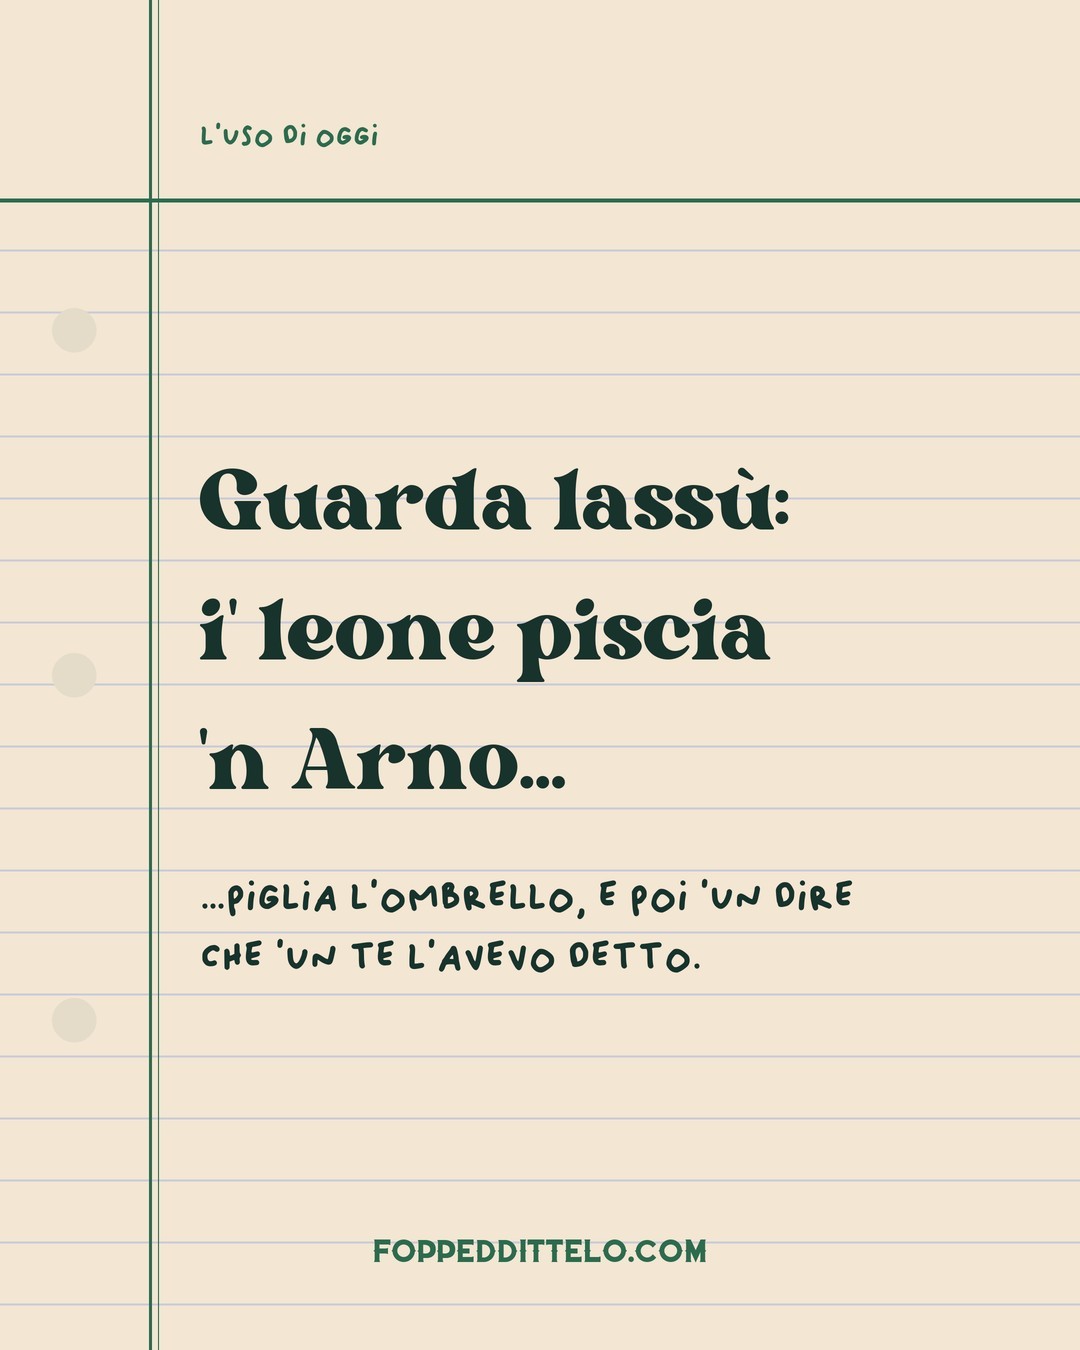 L'USO Di OGGi
Guarda lassù:
i' leone piscia
'n Arno...
...PiGLiA L'OMBRELLO, E POi 'UN DiRE
CHE 'UN TE L'AVEVO DETTO.
FOPPEDDITTELO.COM